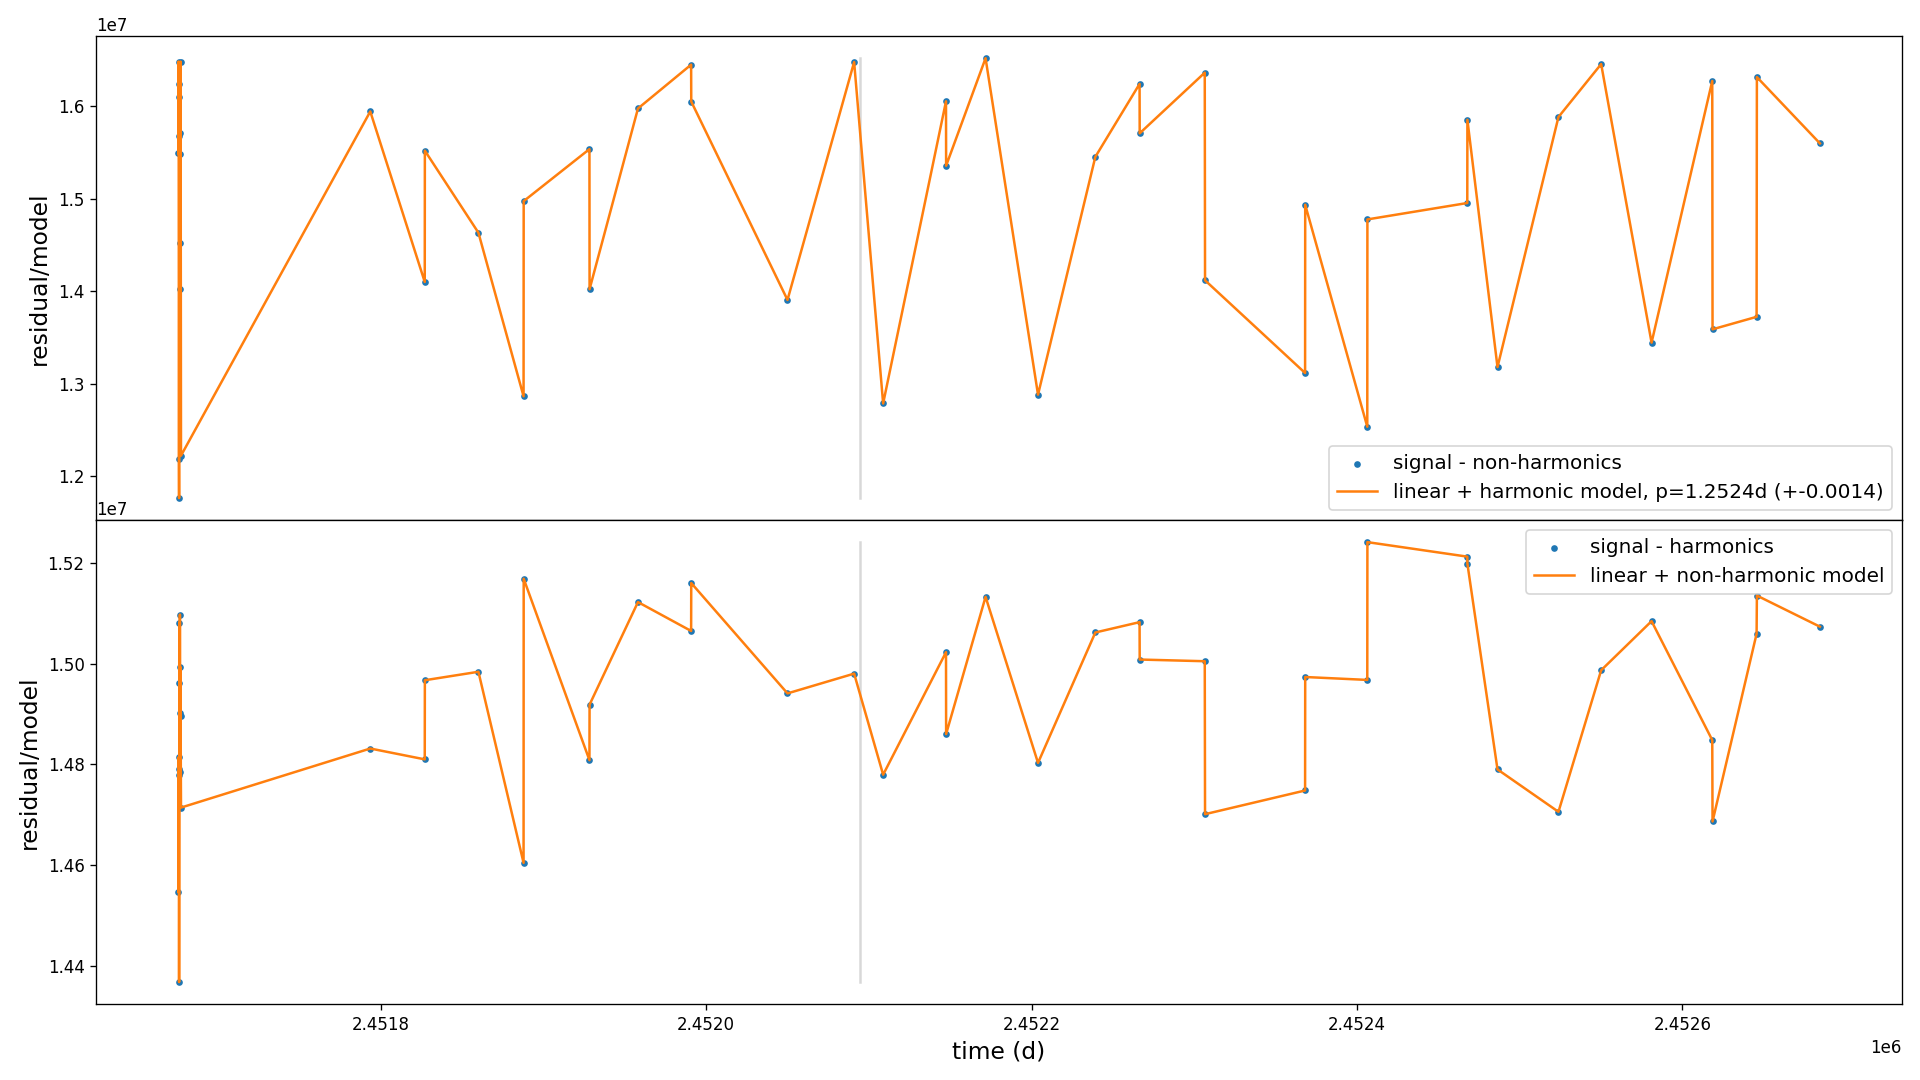 1e7
1.6
1.5
1.4
1.3
1.2
residual/model
signal - non-harmonics
linear + harmonic model, p=1.2524d (+-0.0014)
1e7
1.52
1.50
1.48
1.46
1.44
residual/model
signal - harmonics
linear + non-harmonic model
2.4518
2.4520
2.4522
2.4524
2.4526
time (d)
1e6